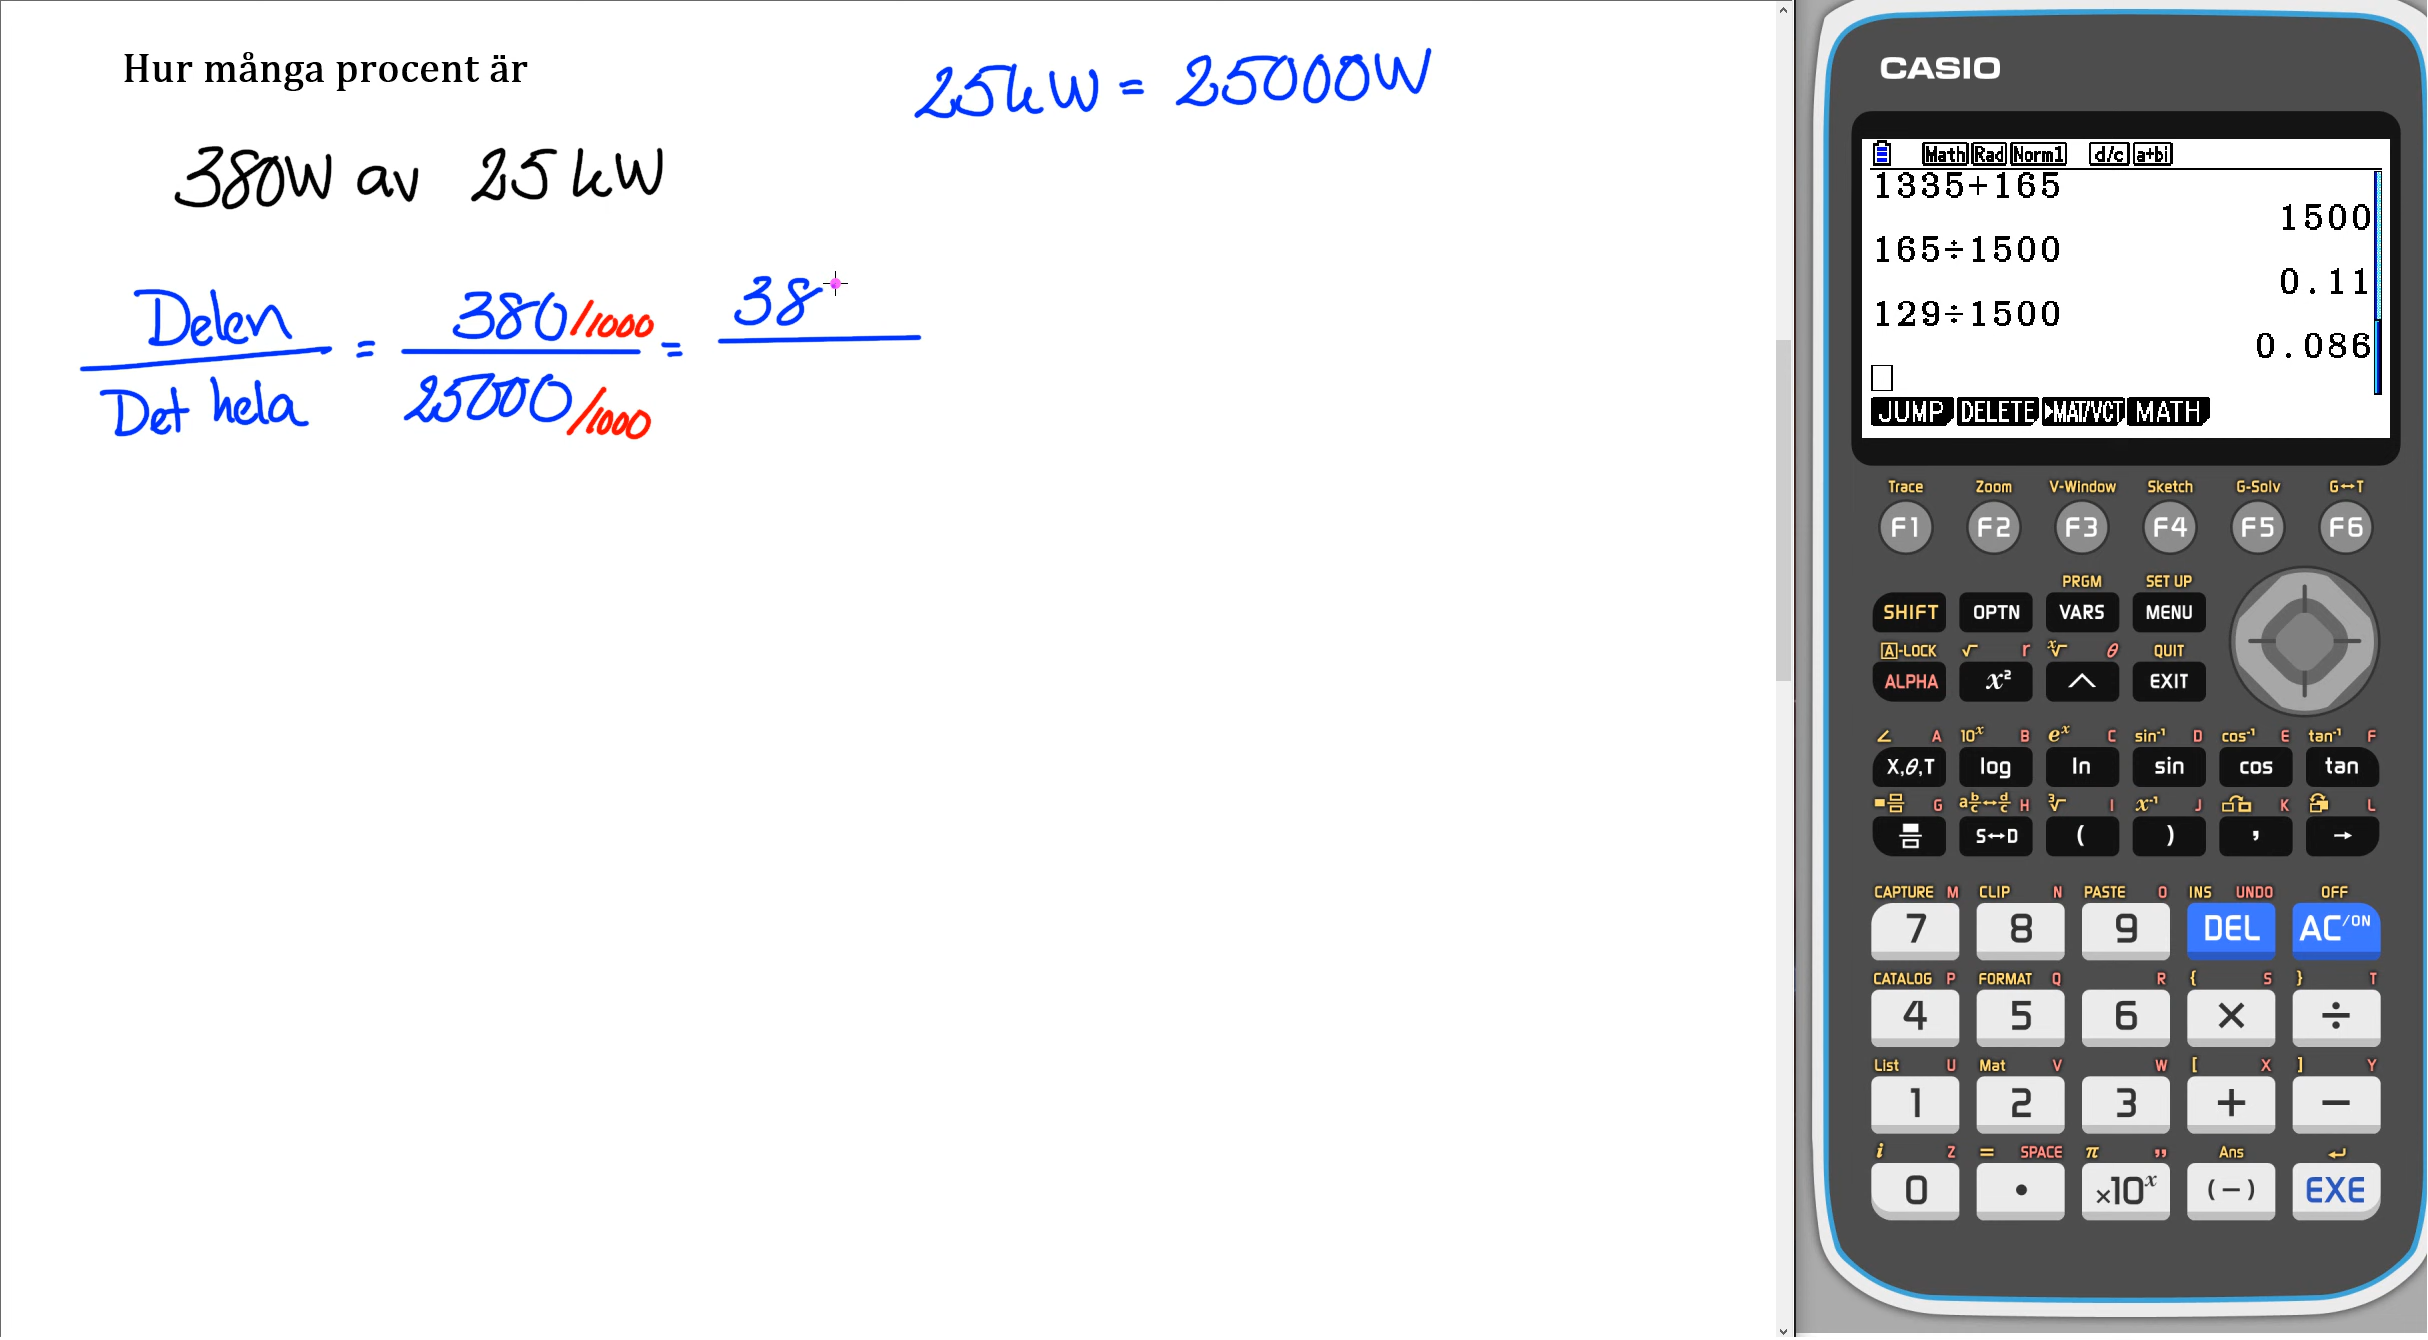 Hur många procent är
25kW = 25000W
380W av 25kW
Delen / Det hela = 380/1000 / 25000/1000 = 38
CASIO
Math Rad Norm1 d/c a+bi
1335+165
1500
165÷1500
0.11
129÷1500
0.086
JUMP DELETE ▶MAT/VCT MATH
Trace Zoom V-Window Sketch G-Solv G↔T
F1 F2 F3 F4 F5 F6
PRGM SET UP
SHIFT OPTN VARS MENU
A-LOCK √ r ˣ√ θ QUIT
ALPHA x² ^ EXIT
∠ A 10ˣ B eˣ C sin⁻¹ D cos⁻¹ E tan⁻¹ F
X,θ,T log ln sin cos tan
G a b/c↔d/c H ³√ I x⁻¹ J K L
S↔D ( ) , →
CAPTURE M CLIP N PASTE O INS UNDO OFF
7 8 9 DEL AC/ON
CATALOG P FORMAT Q R { S } T
4 5 6 × ÷
List U Mat V W [ X ] Y
1 2 3 + −
i Z = SPACE π ” Ans ↵
0 • ×10ˣ (−) EXE